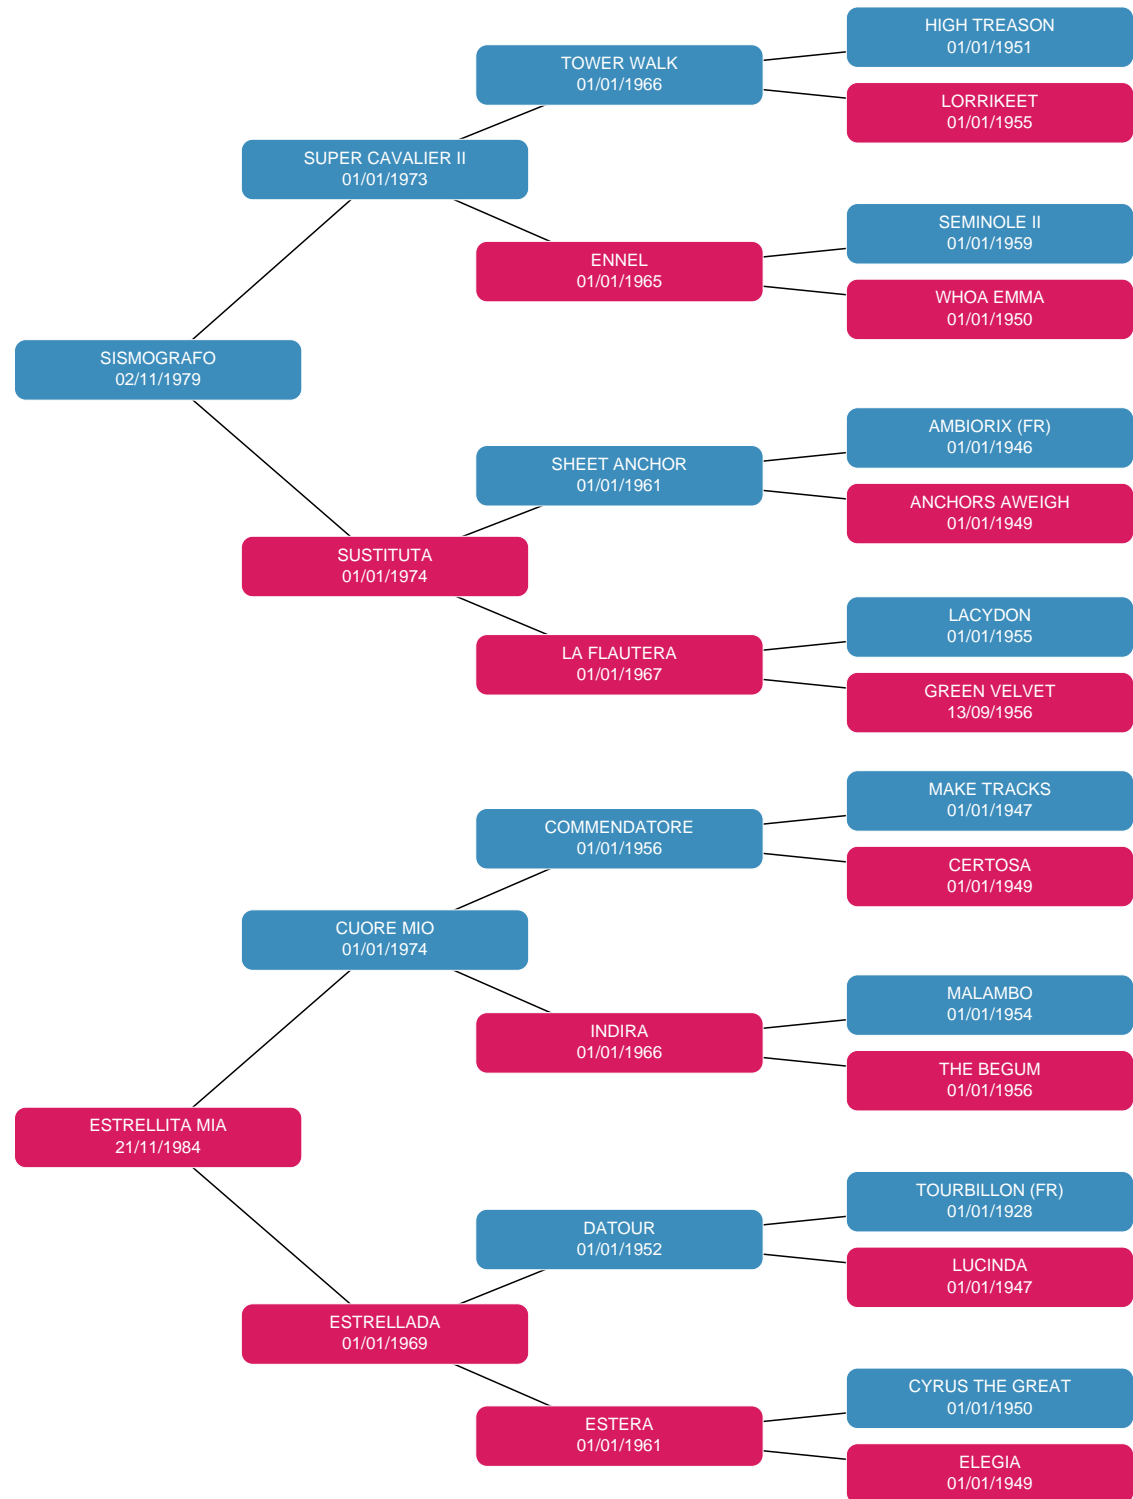 HIGH TREASON
01/01/1951
TOWER WALK
01/01/1966
LORRIKEET
01/01/1955
SUPER CAVALIER II
01/01/1973
SEMINOLE II
01/01/1959
ENNEL
01/01/1965
WHOA EMMA
01/01/1950
SISMOGRAFO
02/11/1979
AMBIORIX (FR)
01/01/1946
SHEET ANCHOR
01/01/1961
ANCHORS AWEIGH
01/01/1949
SUSTITUTA
01/01/1974
LACYDON
01/01/1955
LA FLAUTERA
01/01/1967
GREEN VELVET
13/09/1956
MAKE TRACKS
01/01/1947
COMMENDATORE
01/01/1956
CERTOSA
01/01/1949
CUORE MIO
01/01/1974
MALAMBO
01/01/1954
INDIRA
01/01/1966
THE BEGUM
01/01/1956
ESTRELLITA MIA
21/11/1984
TOURBILLON (FR)
01/01/1928
DATOUR
01/01/1952
LUCINDA
01/01/1947
ESTRELLADA
01/01/1969
CYRUS THE GREAT
01/01/1950
ESTERA
01/01/1961
ELEGIA
01/01/1949